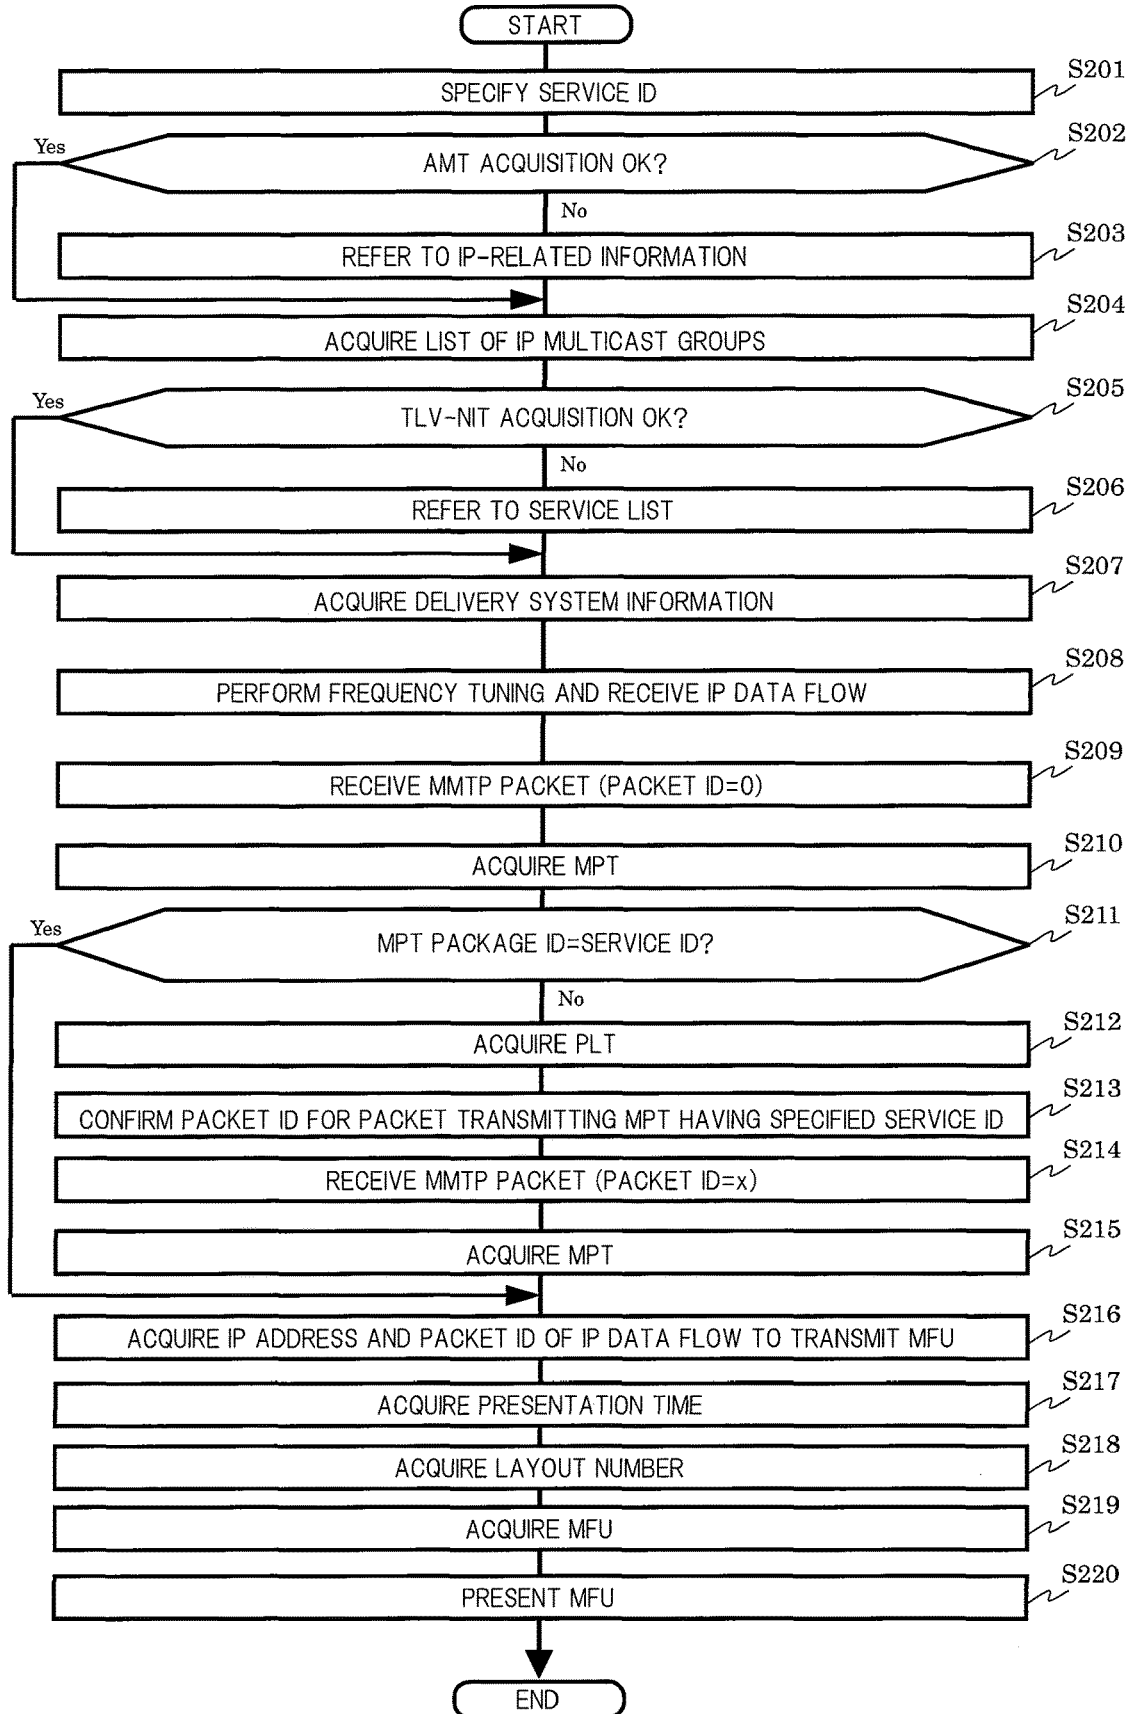 START
S201
SPECIFY SERVICE ID
S202
Yes
AMT ACQUISITION OK?
No
S203
REFER TO IP-RELATED INFORMATION
S204
ACQUIRE LIST OF IP MULTICAST GROUPS
S205
Yes
TLV-NIT ACQUISITION OK?
No
S206
REFER TO SERVICE LIST
S207
ACQUIRE DELIVERY SYSTEM INFORMATION
S208
PERFORM FREQUENCY TUNING AND RECEIVE IP DATA FLOW
S209
RECEIVE MMTP PACKET (PACKET ID=0)
S210
ACQUIRE MPT
S211
Yes
MPT PACKAGE ID=SERVICE ID?
No
S212
ACQUIRE PLT
S213
CONFIRM PACKET ID FOR PACKET TRANSMITTING MPT HAVING SPECIFIED SERVICE ID
S214
RECEIVE MMTP PACKET (PACKET ID=x)
S215
ACQUIRE MPT
S216
ACQUIRE IP ADDRESS AND PACKET ID OF IP DATA FLOW TO TRANSMIT MFU
S217
ACQUIRE PRESENTATION TIME
S218
ACQUIRE LAYOUT NUMBER
S219
ACQUIRE MFU
S220
PRESENT MFU
END